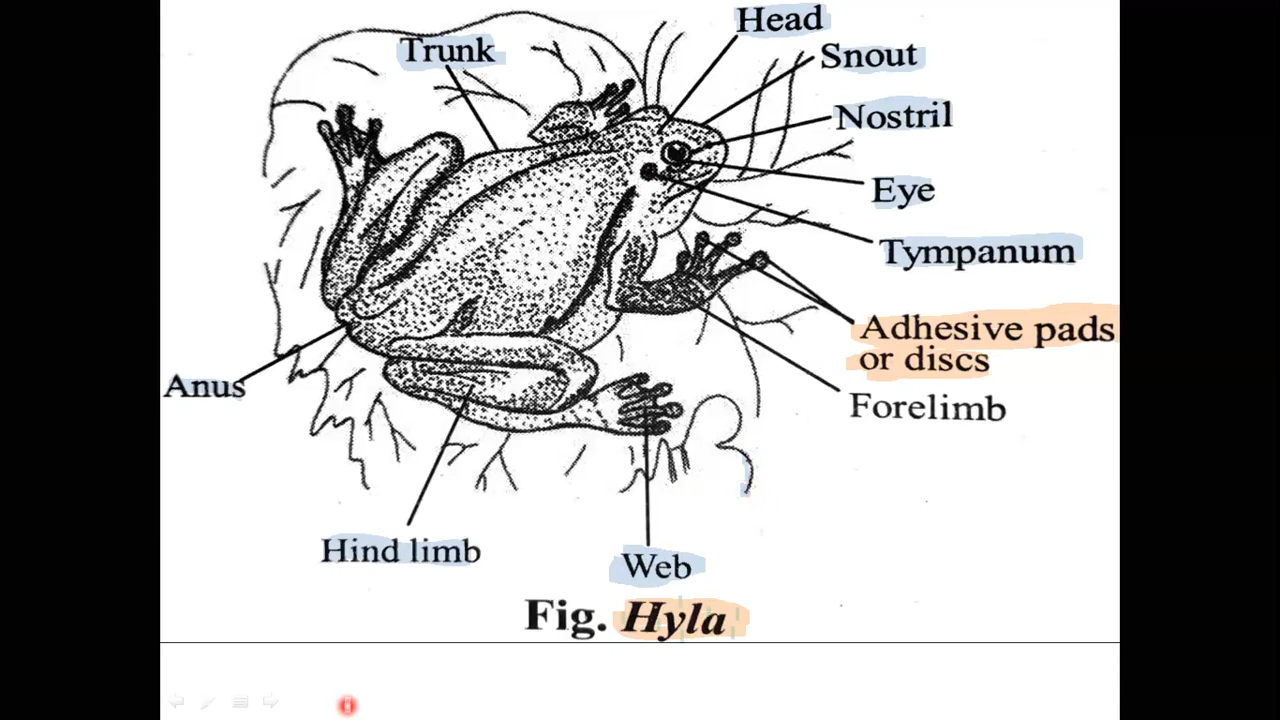 Head
Trunk
Snout
Nostril
Eye
Tympanum
Adhesive pads
or discs
Anus
Forelimb
Hind limb
Web
Fig. Hyla